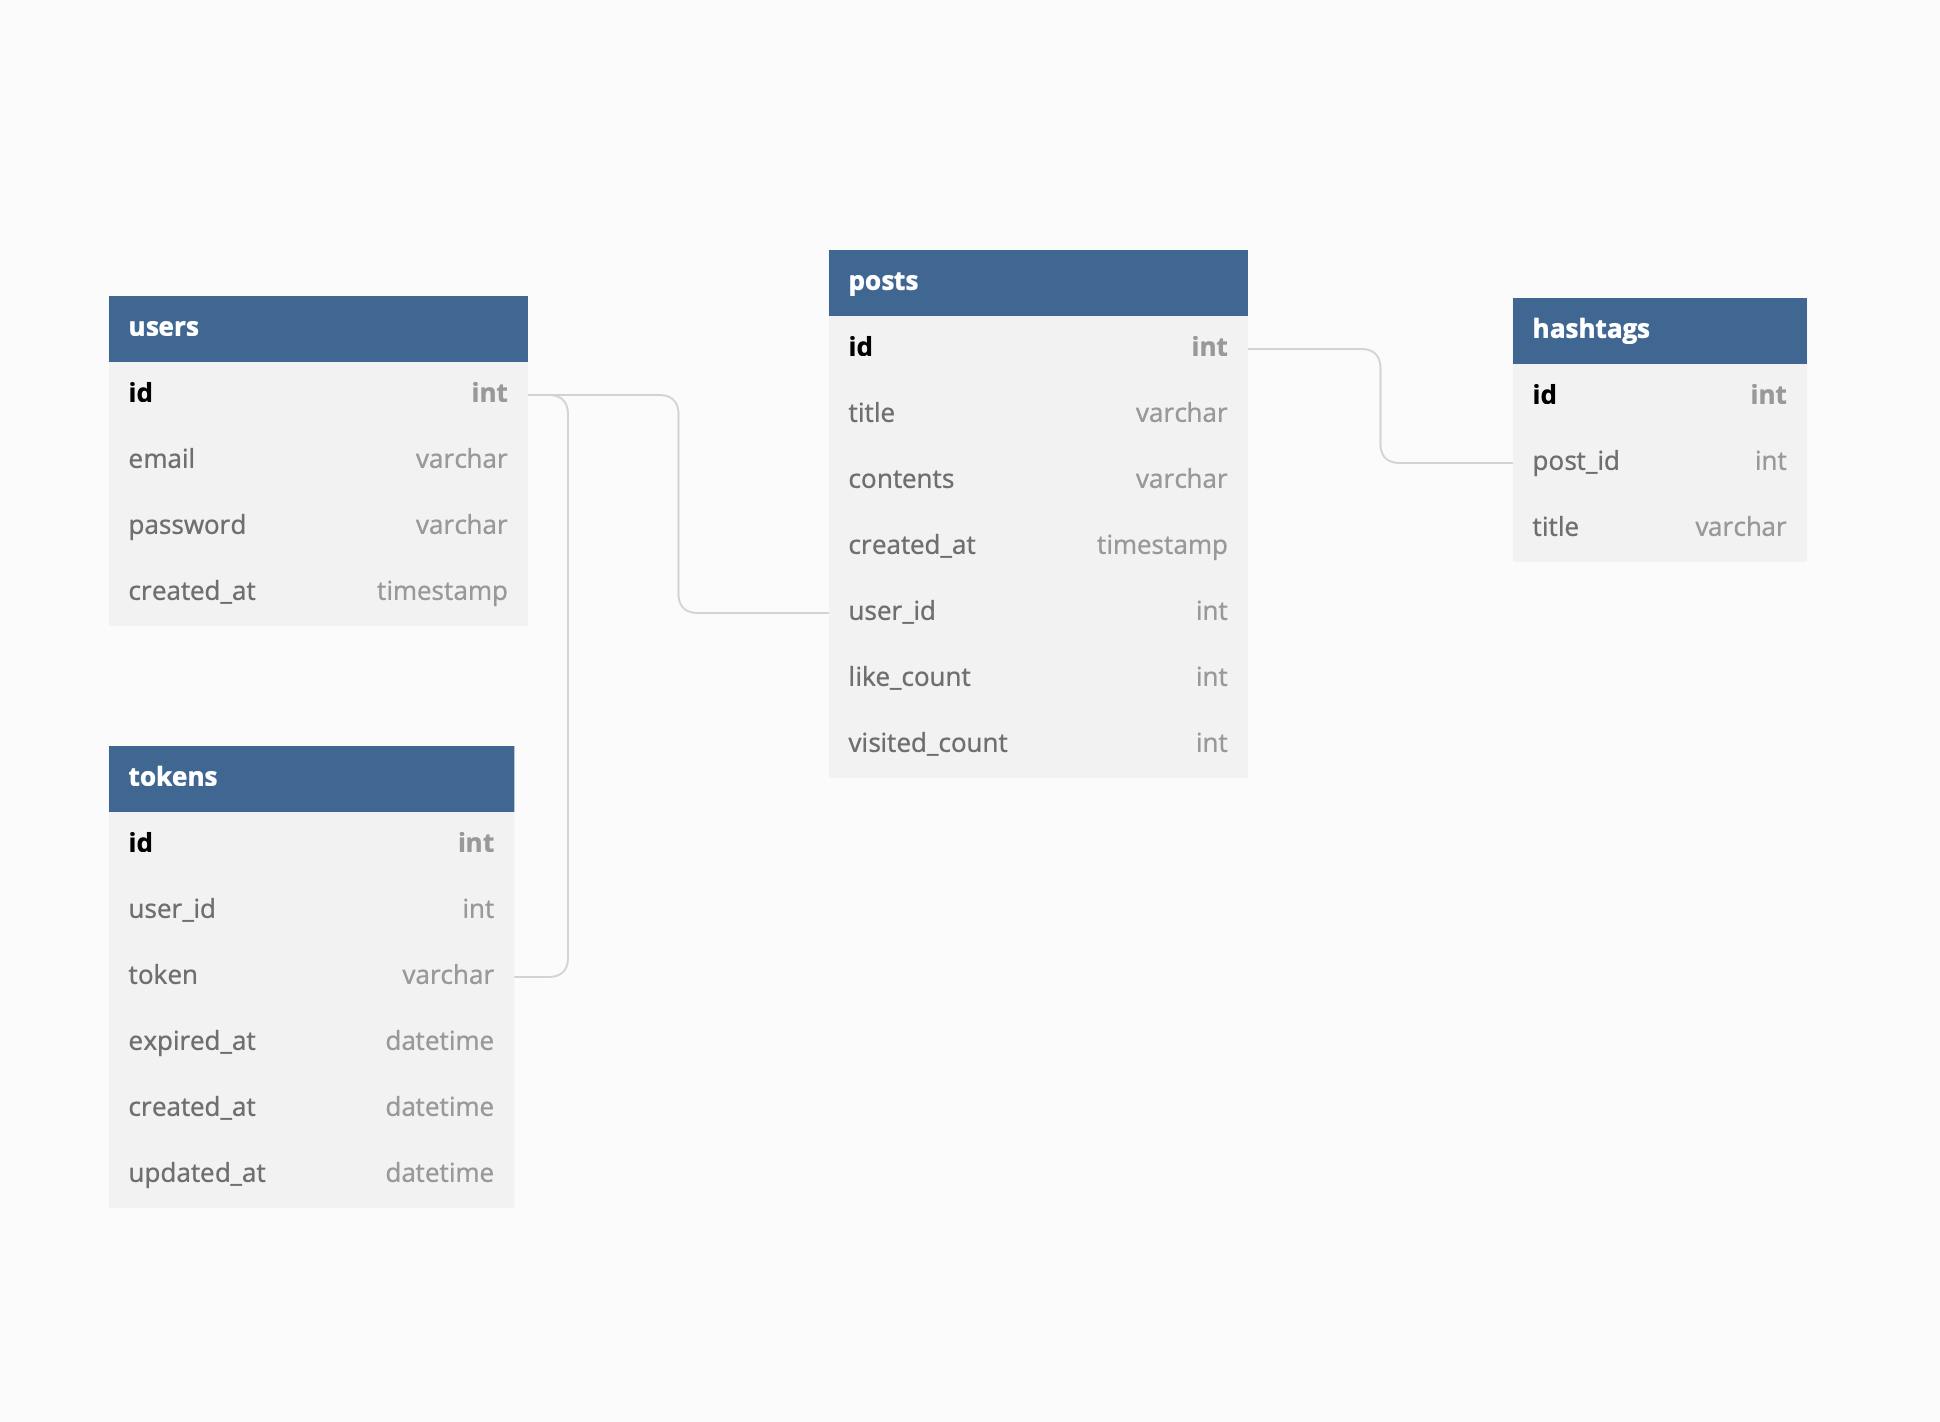 users
id int
email varchar
password varchar
created_at timestamp
tokens
id int
user_id int
token varchar
expired_at datetime
created_at datetime
updated_at datetime
posts
id int
title varchar
contents varchar
created_at timestamp
user_id int
like_count int
visited_count int
hashtags
id int
post_id int
title varchar